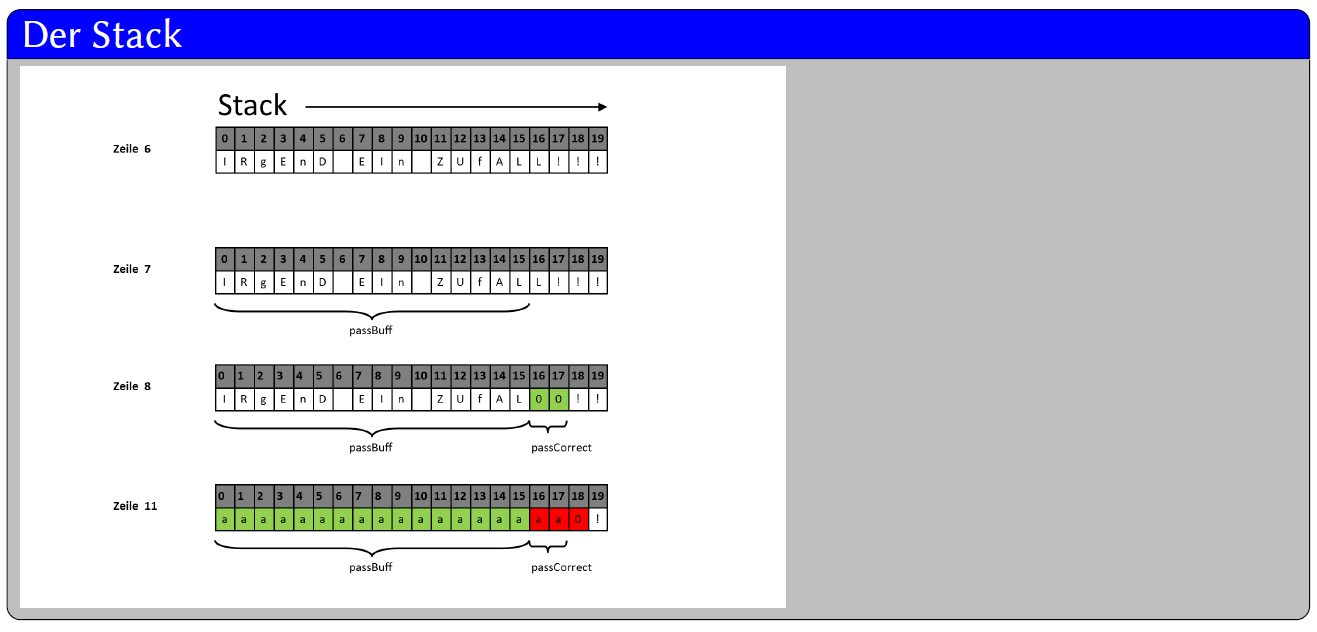 Der Stack
Stack
0 1 2 3 4 5 6 7 8 9 10 11 12 13 14 15 16 17 18 19
Zeile 6
I R g E n D E I n Z U f A L L ! ! !
0 1 2 3 4 5 6 7 8 9 10 11 12 13 14 15 16 17 18 19
Zeile 7
I R g E n D E I n Z U f A L L ! ! !
passBuff
0 1 2 3 4 5 6 7 8 9 10 11 12 13 14 15 16 17 18 19
Zeile 8
I R g E n D E I n Z U f A L 0 0 ! !
passBuff passCorrect
0 1 2 3 4 5 6 7 8 9 10 11 12 13 14 15 16 17 18 19
Zeile 11
a a a a a a a a a a a a a a a a a a 0 !
passBuff passCorrect